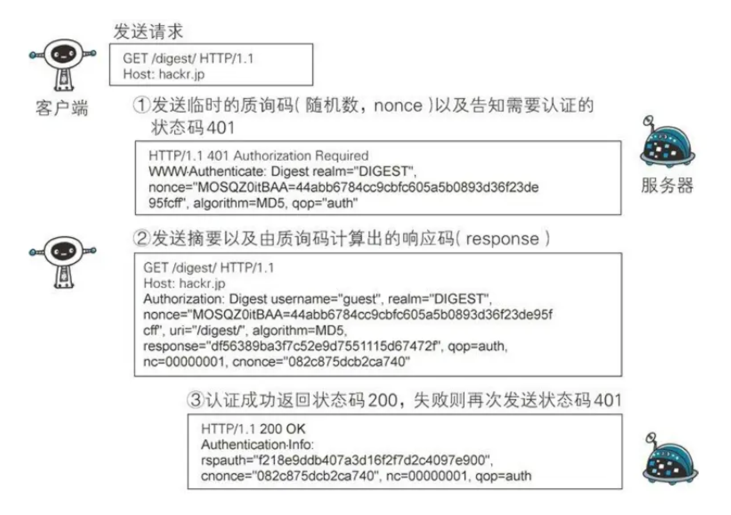 发送请求
GET /digest/ HTTP/1.1
Host: hackr.jp
客户端
①发送临时的质询码(随机数，nonce)以及告知需要认证的
状态码401
HTTP/1.1 401 Authorization Required
WWW-Authenticate: Digest realm="DIGEST",
nonce="MOSQZ0itBAA=44abb6784cc9cbfc605a5b0893d36f23de
95fcff", algorithm=MD5, qop="auth"
服务器
②发送摘要以及由质询码计算出的响应码(response)
GET /digest/ HTTP/1.1
Host: hackr.jp
Authorization: Digest username="guest", realm="DIGEST",
nonce="MOSQZ0itBAA=44abb6784cc9cbfc605a5b0893d36f23de95f
cff", uri="/digest/", algorithm=MD5,
response="df56389ba3f7c52e9d7551115d67472f", qop=auth,
nc=00000001, cnonce="082c875dcb2ca740"
③认证成功返回状态码200，失败则再次发送状态码401
HTTP/1.1 200 OK
Authentication-Info:
rspauth="f218e9ddb407a3d16f2f7d2c4097e900",
cnonce="082c875dcb2ca740", nc=00000001, qop=auth